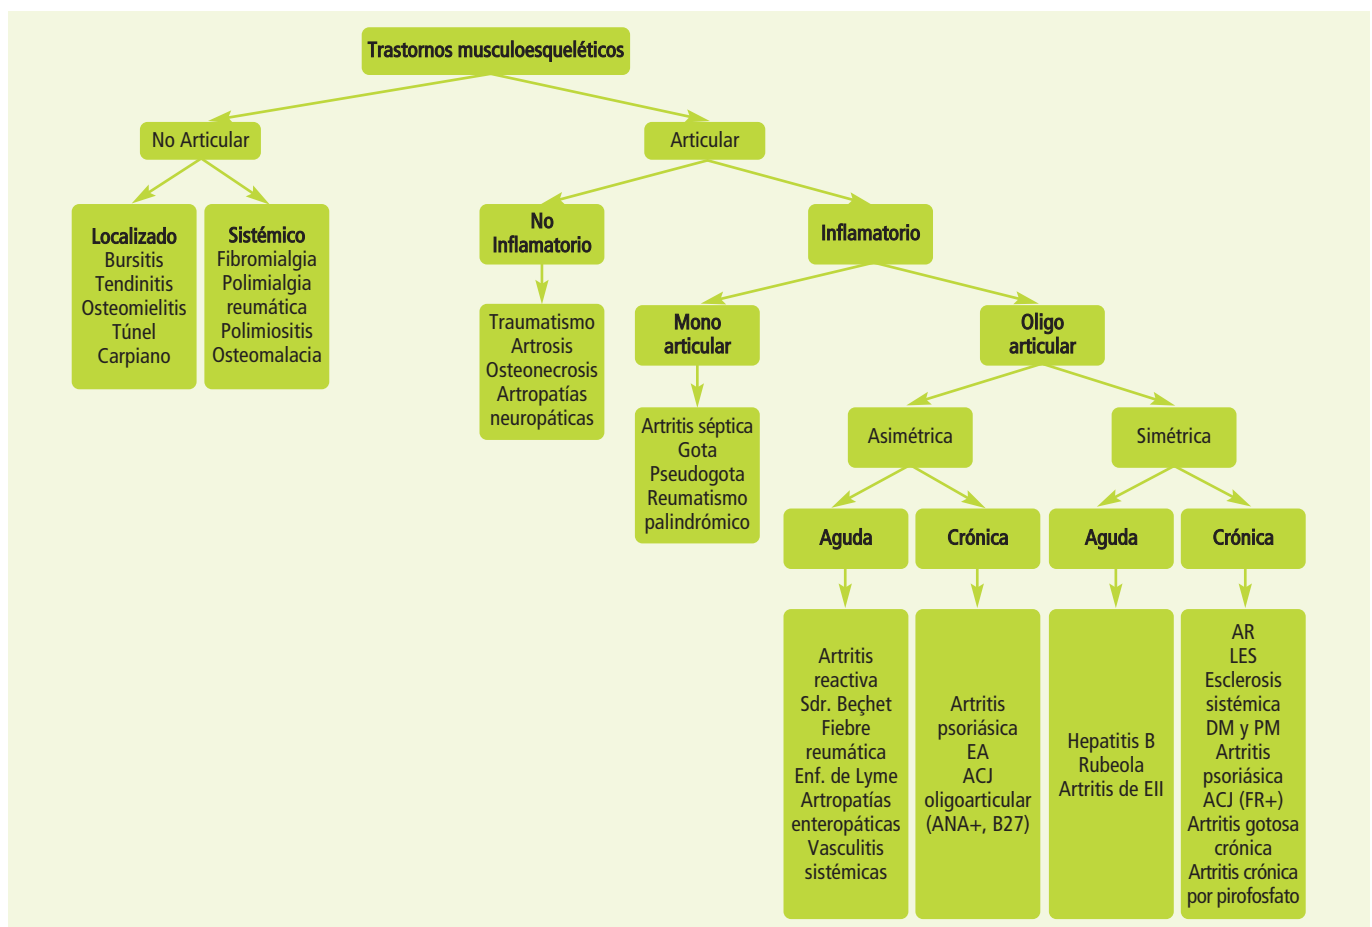 Trastornos musculoesqueléticos
No Articular
Articular
Localizado
Bursitis
Tendinitis
Osteomielitis
Túnel
Carpiano
Sistémico
Fibromialgia
Polimialgia
reumática
Polimiositis
Osteomalacia
No
Inflamatorio
Inflamatorio
Traumatismo
Artrosis
Osteonecrosis
Artropatías
neuropáticas
Mono
articular
Oligo
articular
Artritis séptica
Gota
Pseudogota
Reumatismo
palindrómico
Asimétrica
Simétrica
Aguda
Crónica
Aguda
Crónica
Artritis
reactiva
Sdr. Beçhet
Fiebre
reumática
Enf. de Lyme
Artropatías
enteropáticas
Vasculitis
sistémicas
Artritis
psoriásica
EA
ACJ
oligoarticular
(ANA+, B27)
Hepatitis B
Rubeola
Artritis de EII
AR
LES
Esclerosis
sistémica
DM y PM
Artritis
psoriásica
ACJ (FR+)
Artritis gotosa
crónica
Artritis crónica
por pirofosfato